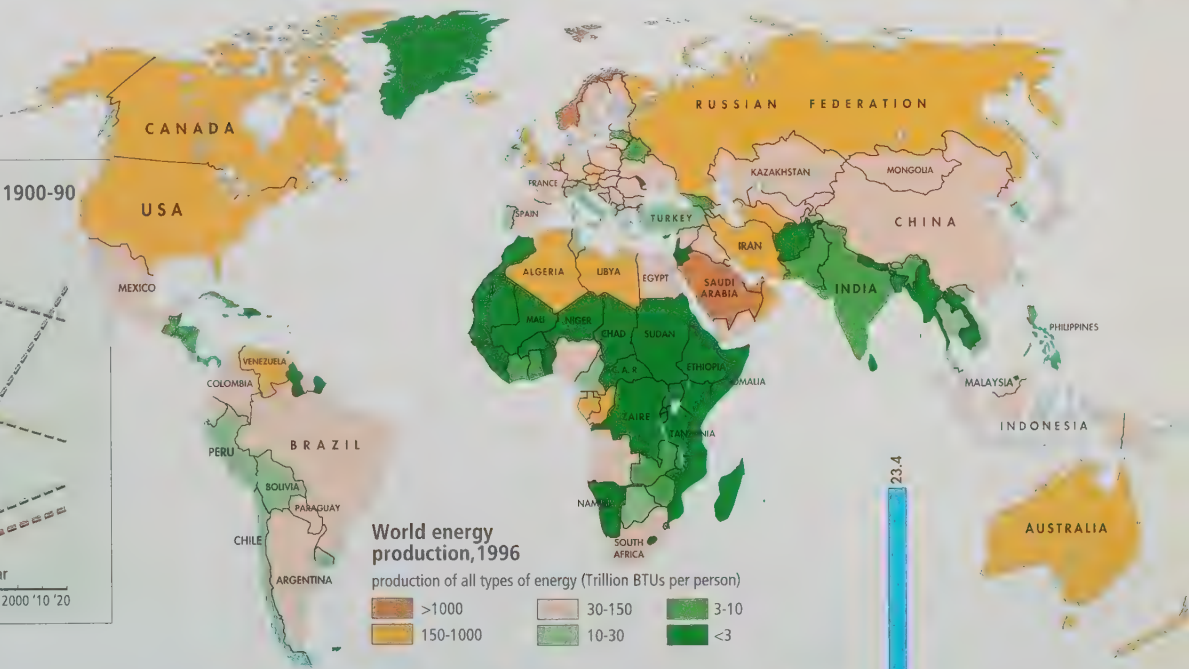 RUSSIAN FEDERATION
CANADA
1900-90
USA
FRANCE
SPAIN
TURKEY
KAZAKHSTAN
MONGOLIA
CHINA
IRAN
ALGERIA
LIBYA
EGYPT
SAUDI
ARABIA
INDIA
MEXICO
MALI
NIGER
CHAD
SUDAN
PHILIPPINES
VENEZUELA
COLOMBIA
C.A.R
ETHIOPIA
SOMALIA
MALAYSIA
ZAIRE
INDONESIA
TANZANIA
PERU
BRAZIL
BOLIVIA
23.4
PARAGUAY
CHILE
NAMIBIA
AUSTRALIA
SOUTH
AFRICA
ARGENTINA
World energy
production,1996
production of all types of energy (Trillion BTUs per person)
>1000 30-150 3-10
150-1000 10-30 <3
2000 '10 '20